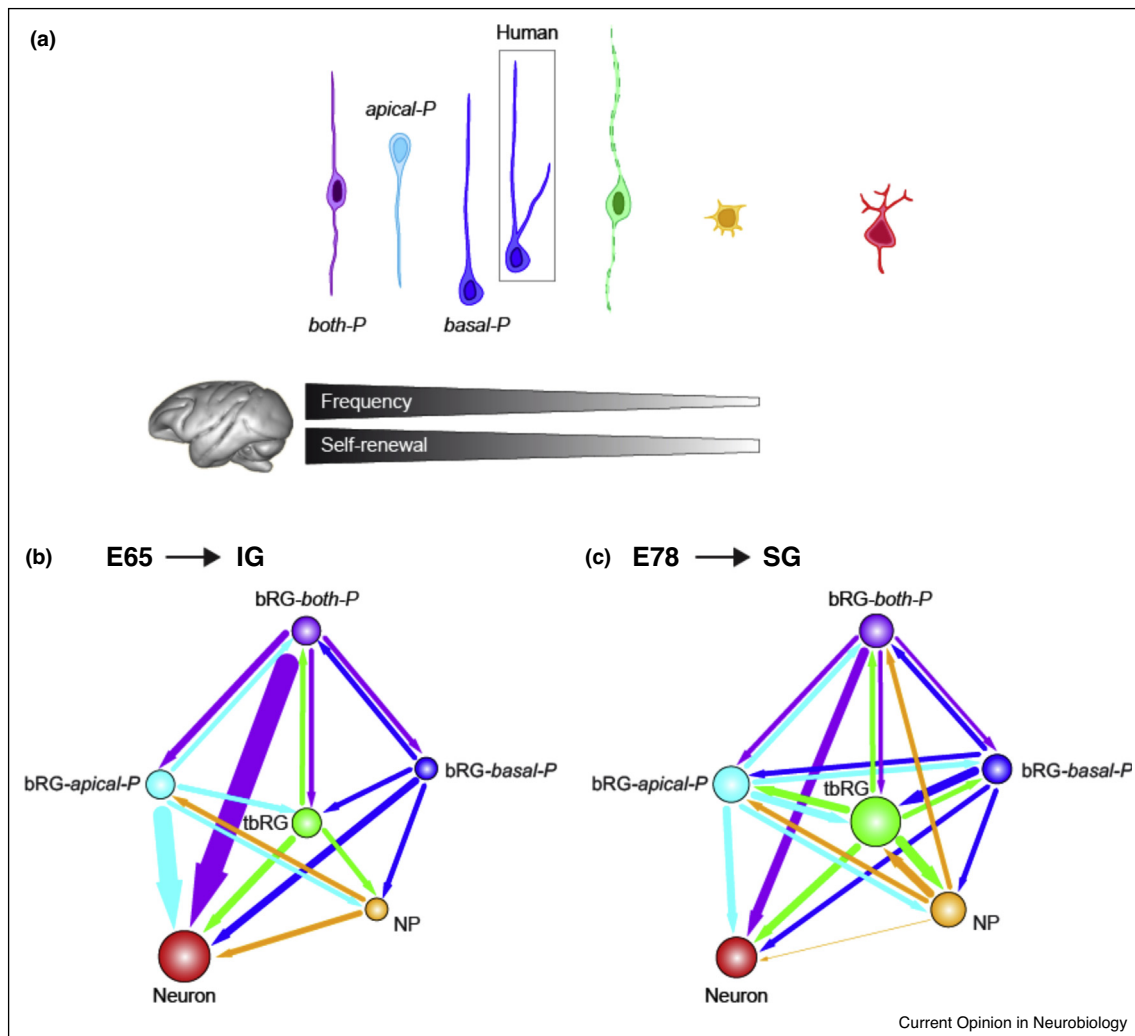 (a)
Human
apical-P
both-P
basal-P
Frequency
Self-renewal
(b) E65 → IG
bRG-both-P
bRG-apical-P
bRG-basal-P
tbRG
NP
Neuron
(c) E78 → SG
bRG-both-P
bRG-apical-P
bRG-basal-P
tbRG
NP
Neuron
Current Opinion in Neurobiology